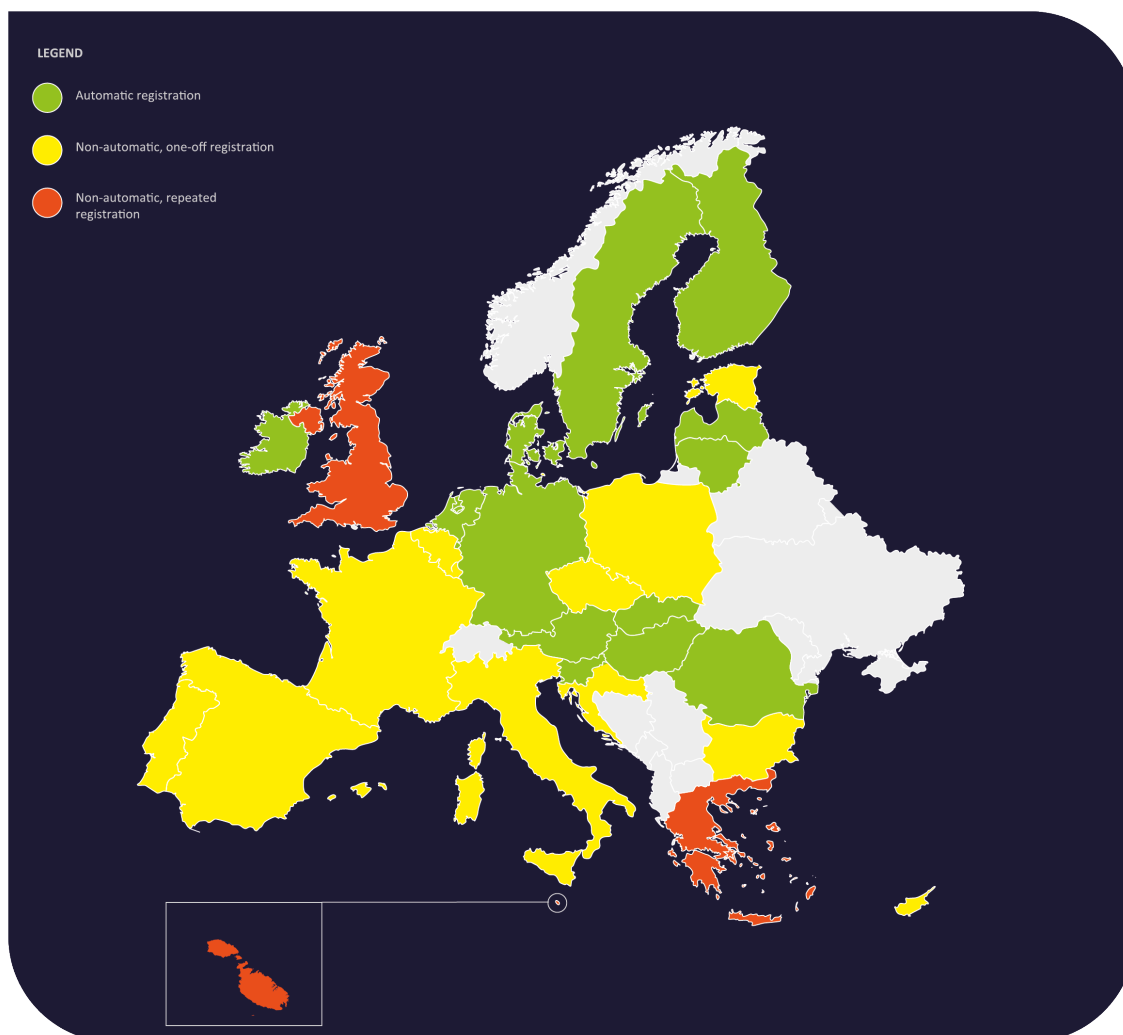 LEGEND
Automatic registration
Non-automatic, one-off registration
Non-automatic, repeated
registration